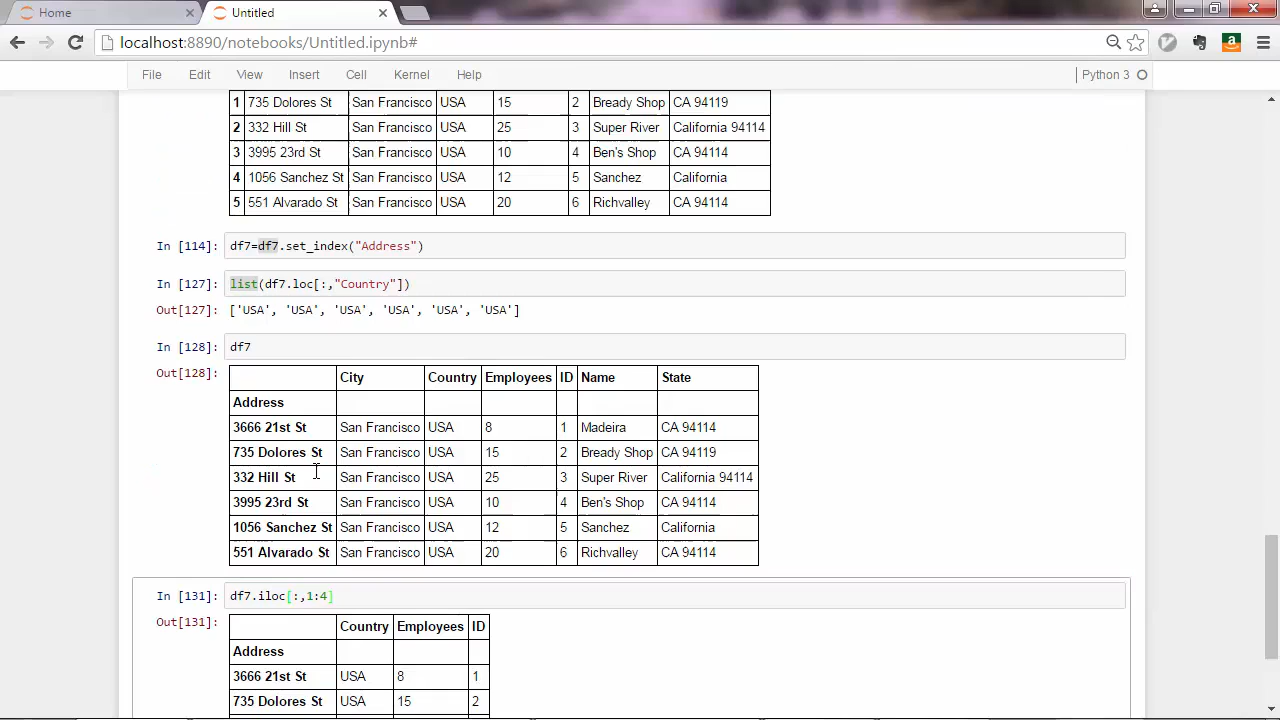 Home
Untitled
localhost:8890/notebooks/Untitled.ipynb#
File Edit View Insert Cell Kernel Help Python 3
1 735 Dolores St San Francisco USA 15 2 Bready Shop CA 94119
2 332 Hill St San Francisco USA 25 3 Super River California 94114
3 3995 23rd St San Francisco USA 10 4 Ben's Shop CA 94114
4 1056 Sanchez St San Francisco USA 12 5 Sanchez California
5 551 Alvarado St San Francisco USA 20 6 Richvalley CA 94114
In [114]: df7=df7.set_index("Address")
In [127]: list(df7.loc[:,"Country"])
Out[127]: ['USA', 'USA', 'USA', 'USA', 'USA', 'USA']
In [128]: df7
Out[128]:
City Country Employees ID Name State
Address
3666 21st St San Francisco USA 8 1 Madeira CA 94114
735 Dolores St San Francisco USA 15 2 Bready Shop CA 94119
332 Hill St San Francisco USA 25 3 Super River California 94114
3995 23rd St San Francisco USA 10 4 Ben's Shop CA 94114
1056 Sanchez St San Francisco USA 12 5 Sanchez California
551 Alvarado St San Francisco USA 20 6 Richvalley CA 94114
In [131]: df7.iloc[:,1:4]
Out[131]:
Country Employees ID
Address
3666 21st St USA 8 1
735 Dolores St USA 15 2